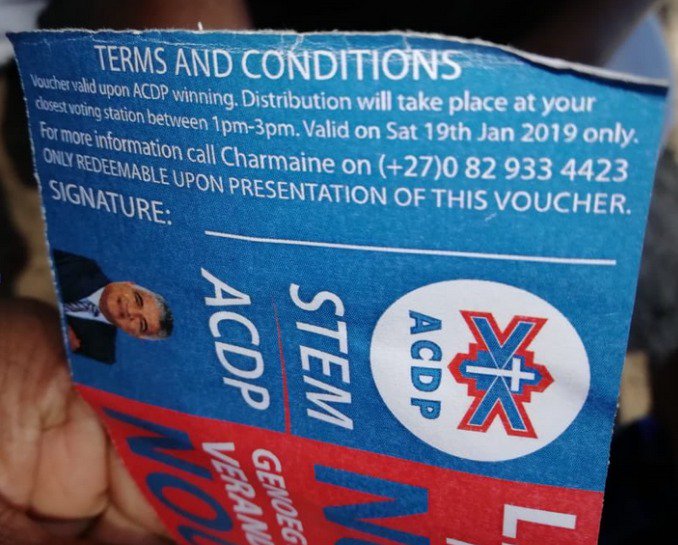 TERMS AND CONDITIONS
Voucher valid upon ACDP winning. Distribution will take place at your
closest voting station between 1pm-3pm. Valid on Sat 19th Jan 2019 only.
For more information call Charmaine on (+27)0 82 933 4423
ONLY REDEEMABLE UPON PRESENTATION OF THIS VOUCHER.
SIGNATURE:
STEM
ACDP
ACDP
GENOEG